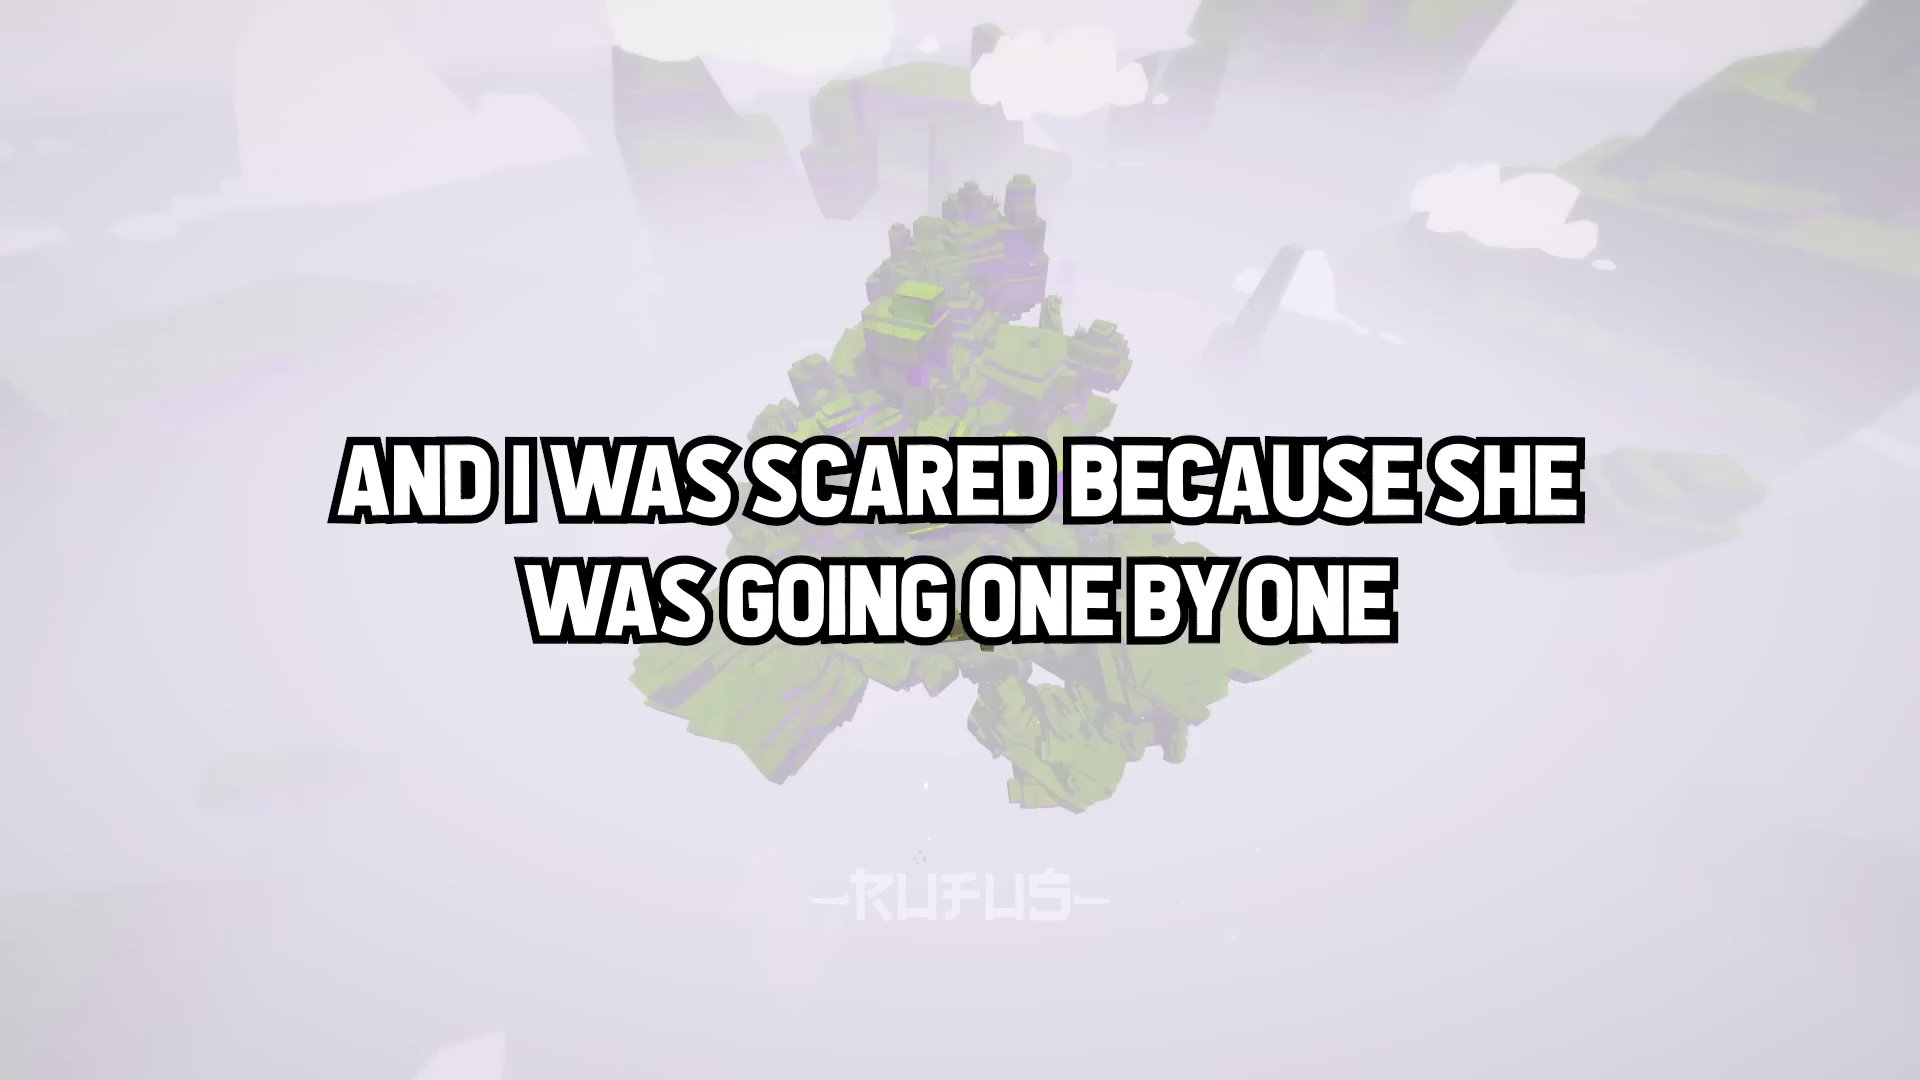 AND I WAS SCARED BECAUSE SHE
WAS GOING ONE BY ONE
-RUFUS-